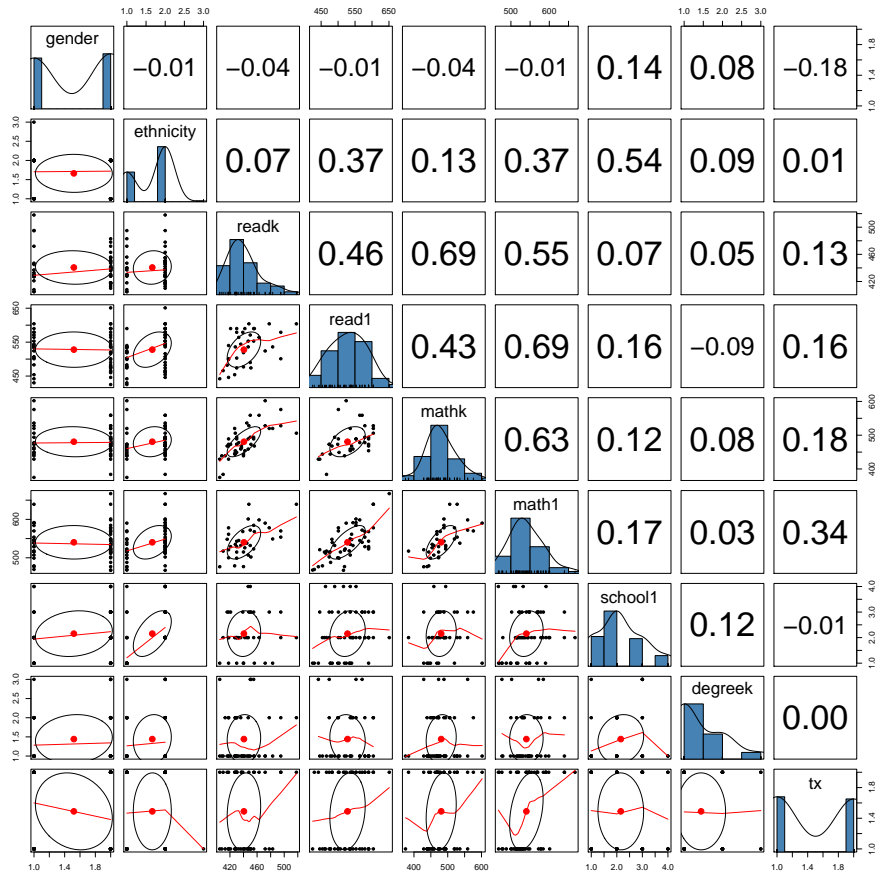 1.0 1.5 2.0 2.5 3.0 450 550 650 500 600 1.0 1.5 2.0 2.5 3.0
gender −0.01 −0.04 −0.01 −0.04 −0.01 0.14 0.08 −0.18 1.0 1.4 1.8
1.0 1.5 2.0 2.5 3.0 ethnicity 0.07 0.37 0.13 0.37 0.54 0.09 0.01
readk 0.46 0.69 0.55 0.07 0.05 0.13 420 460 520
450 550 650 read1 0.43 0.69 0.16 −0.09 0.16
mathk 0.63 0.12 0.08 0.18 400 500 600
500 600 math1 0.17 0.03 0.34
school1 0.12 −0.01 1.0 2.0 3.0 4.0
1.0 1.5 2.0 2.5 3.0 degreek 0.00
tx 1.0 1.4 1.8
1.0 1.4 1.8 420 460 520 400 500 600 1.0 2.0 3.0 4.0 1.0 1.4 1.8